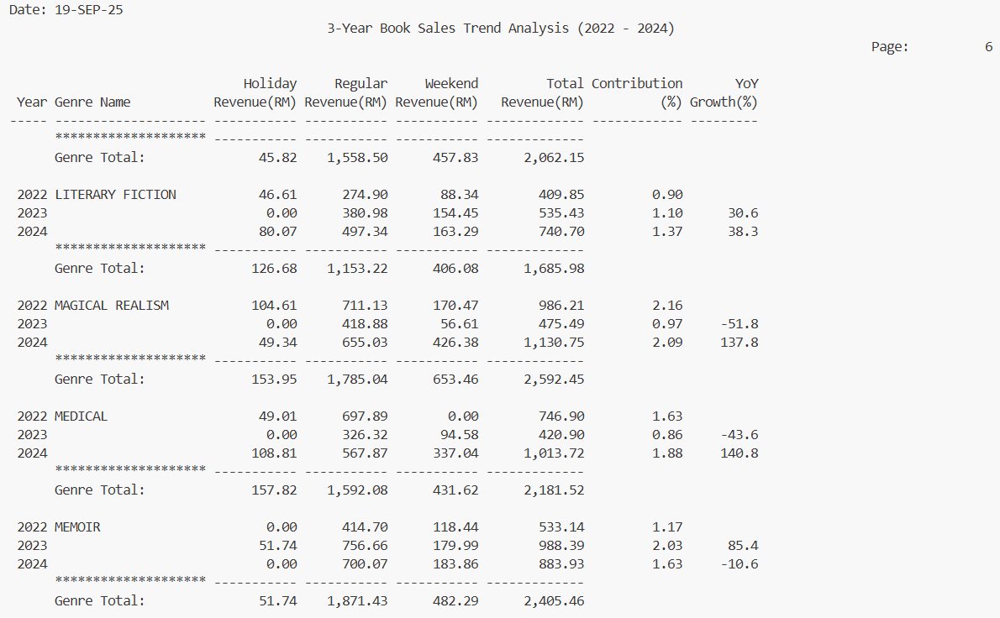 Date: 19-SEP-25
3-Year Book Sales Trend Analysis (2022 - 2024)
Page: 6
Holiday Regular Weekend Total Contribution YoY
Year Genre Name Revenue(RM) Revenue(RM) Revenue(RM) Revenue(RM) (%) Growth(%)
----- -------------------- ----------- ----------- ----------- ------------- ------------ ---------
******************** ----------- ----------- ----------- -------------
Genre Total: 45.82 1,558.50 457.83 2,062.15
2022 LITERARY FICTION 46.61 274.90 88.34 409.85 0.90
2023 0.00 380.98 154.45 535.43 1.10 30.6
2024 80.07 497.34 163.29 740.70 1.37 38.3
******************** ----------- ----------- ----------- -------------
Genre Total: 126.68 1,153.22 406.08 1,685.98
2022 MAGICAL REALISM 104.61 711.13 170.47 986.21 2.16
2023 0.00 418.88 56.61 475.49 0.97 -51.8
2024 49.34 655.03 426.38 1,130.75 2.09 137.8
******************** ----------- ----------- ----------- -------------
Genre Total: 153.95 1,785.04 653.46 2,592.45
2022 MEDICAL 49.01 697.89 0.00 746.90 1.63
2023 0.00 326.32 94.58 420.90 0.86 -43.6
2024 108.81 567.87 337.04 1,013.72 1.88 140.8
******************** ----------- ----------- ----------- -------------
Genre Total: 157.82 1,592.08 431.62 2,181.52
2022 MEMOIR 0.00 414.70 118.44 533.14 1.17
2023 51.74 756.66 179.99 988.39 2.03 85.4
2024 0.00 700.07 183.86 883.93 1.63 -10.6
******************** ----------- ----------- ----------- -------------
Genre Total: 51.74 1,871.43 482.29 2,405.46